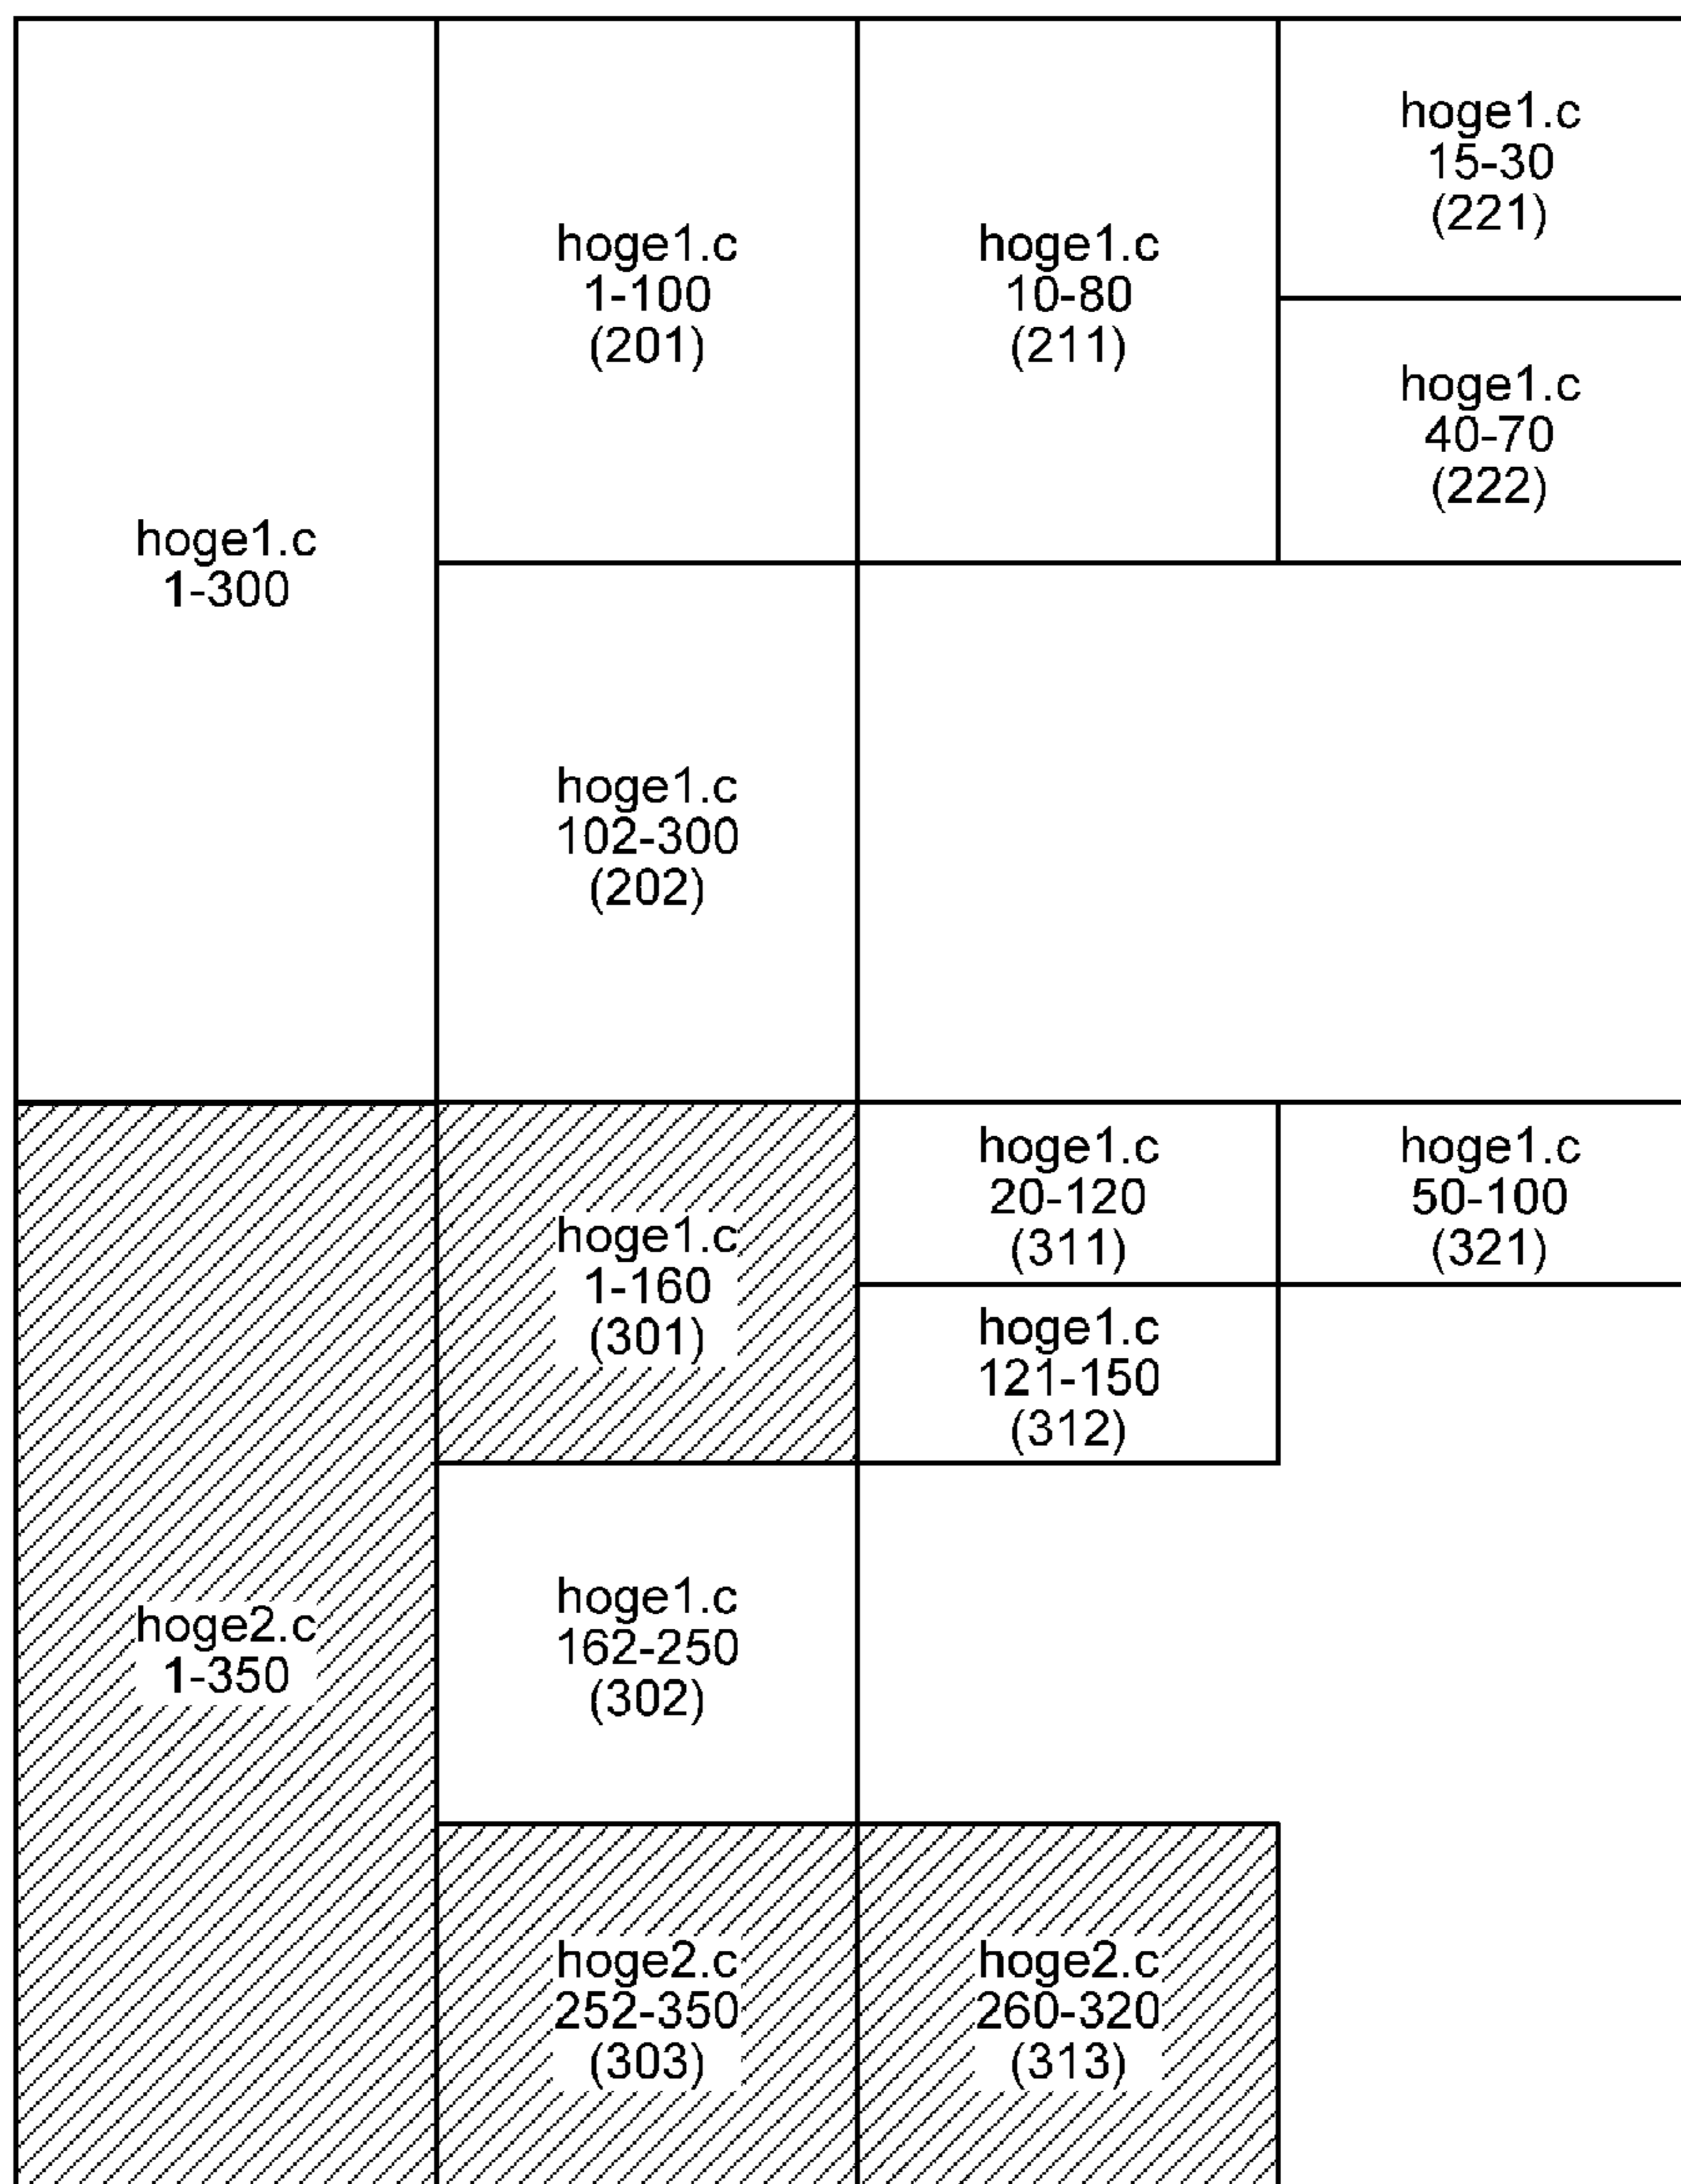 hoge1.c
1-300
hoge1.c
1-100
(201)
hoge1.c
10-80
(211)
hoge1.c
15-30
(221)
hoge1.c
40-70
(222)
hoge1.c
102-300
(202)
hoge2.c
1-350
hoge1.c
1-160
(301)
hoge1.c
20-120
(311)
hoge1.c
50-100
(321)
hoge1.c
121-150
(312)
hoge1.c
162-250
(302)
hoge2.c
252-350
(303)
hoge2.c
260-320
(313)